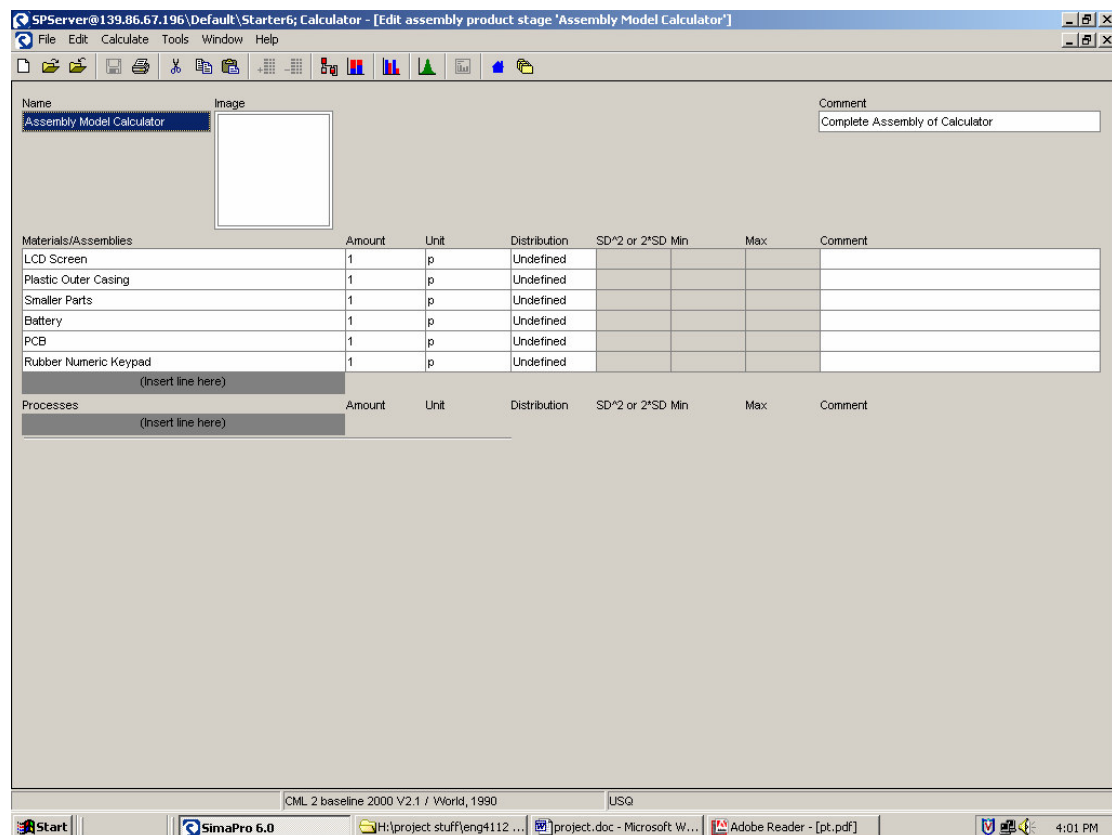 SPServer@139.86.67.196\Default\Starter6; Calculator - [Edit assembly product stage 'Assembly Model Calculator']
File Edit Calculate Tools Window Help
Name Image Comment
Assembly Model Calculator Complete Assembly of Calculator
Materials/Assemblies Amount Unit Distribution SD^2 or 2*SD Min Max Comment
LCD Screen 1 p Undefined
Plastic Outer Casing 1 p Undefined
Smaller Parts 1 p Undefined
Battery 1 p Undefined
PCB 1 p Undefined
Rubber Numeric Keypad 1 p Undefined
(Insert line here)
Processes Amount Unit Distribution SD^2 or 2*SD Min Max Comment
(Insert line here)
CML 2 baseline 2000 V2.1 / World, 1990 USQ
Start SimaPro 6.0 H:\project stuff\eng4112 ... project.doc - Microsoft W... Adobe Reader - [pt.pdf] 4:01 PM